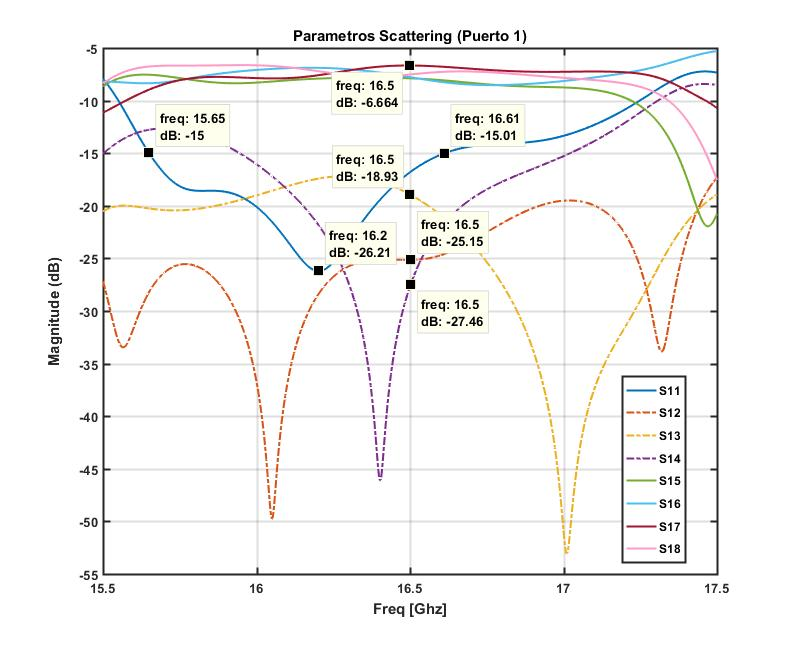 Parametros Scattering (Puerto 1)
freq: 16.5
dB: -6.664
freq: 15.65
dB: -15
freq: 16.61
dB: -15.01
freq: 16.5
dB: -18.93
freq: 16.2
dB: -26.21
freq: 16.5
dB: -25.15
freq: 16.5
dB: -27.46
Magnitude (dB)
-5
-10
-15
-20
-25
-30
-35
-40
-45
-50
-55
S11
S12
S13
S14
S15
S16
S17
S18
15.5
16
16.5
17
17.5
Freq [Ghz]